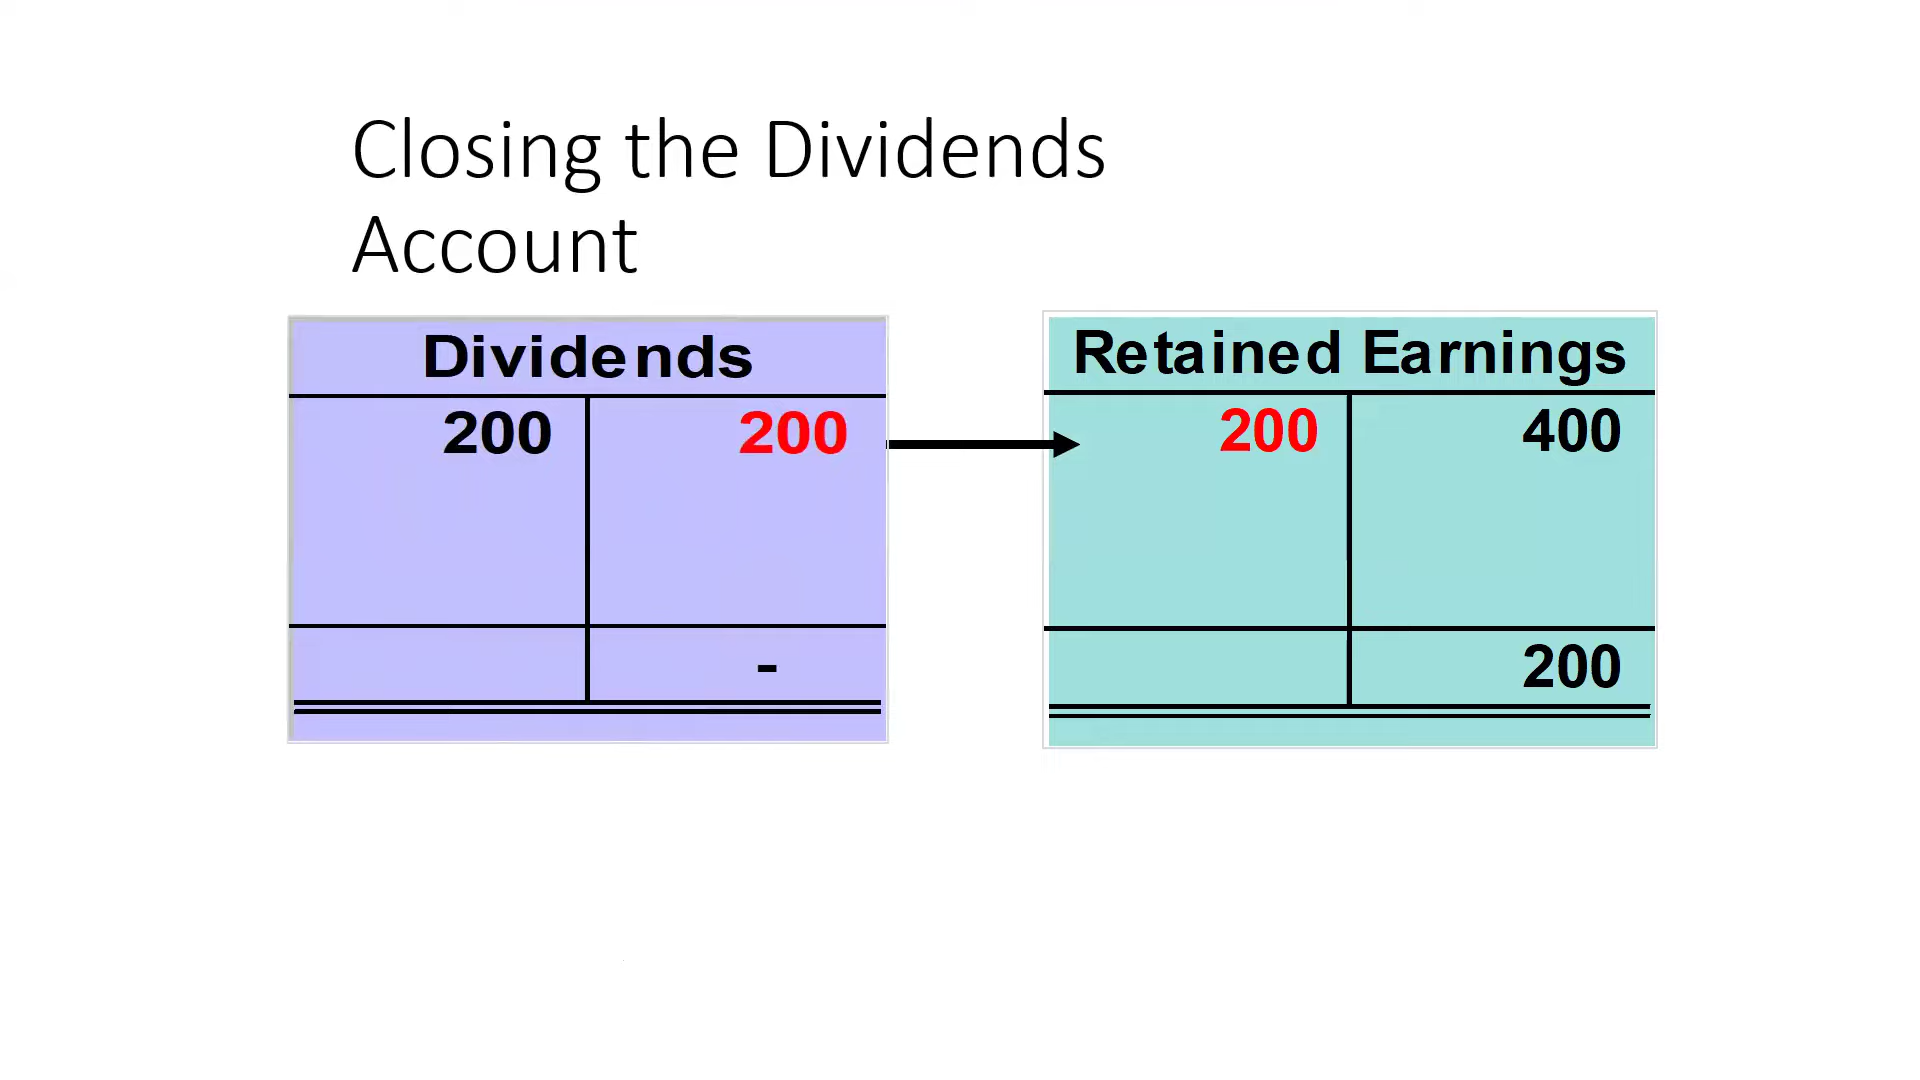 Closing the Dividends
Account
Dividends
200 200
-
Retained Earnings
200 400
200